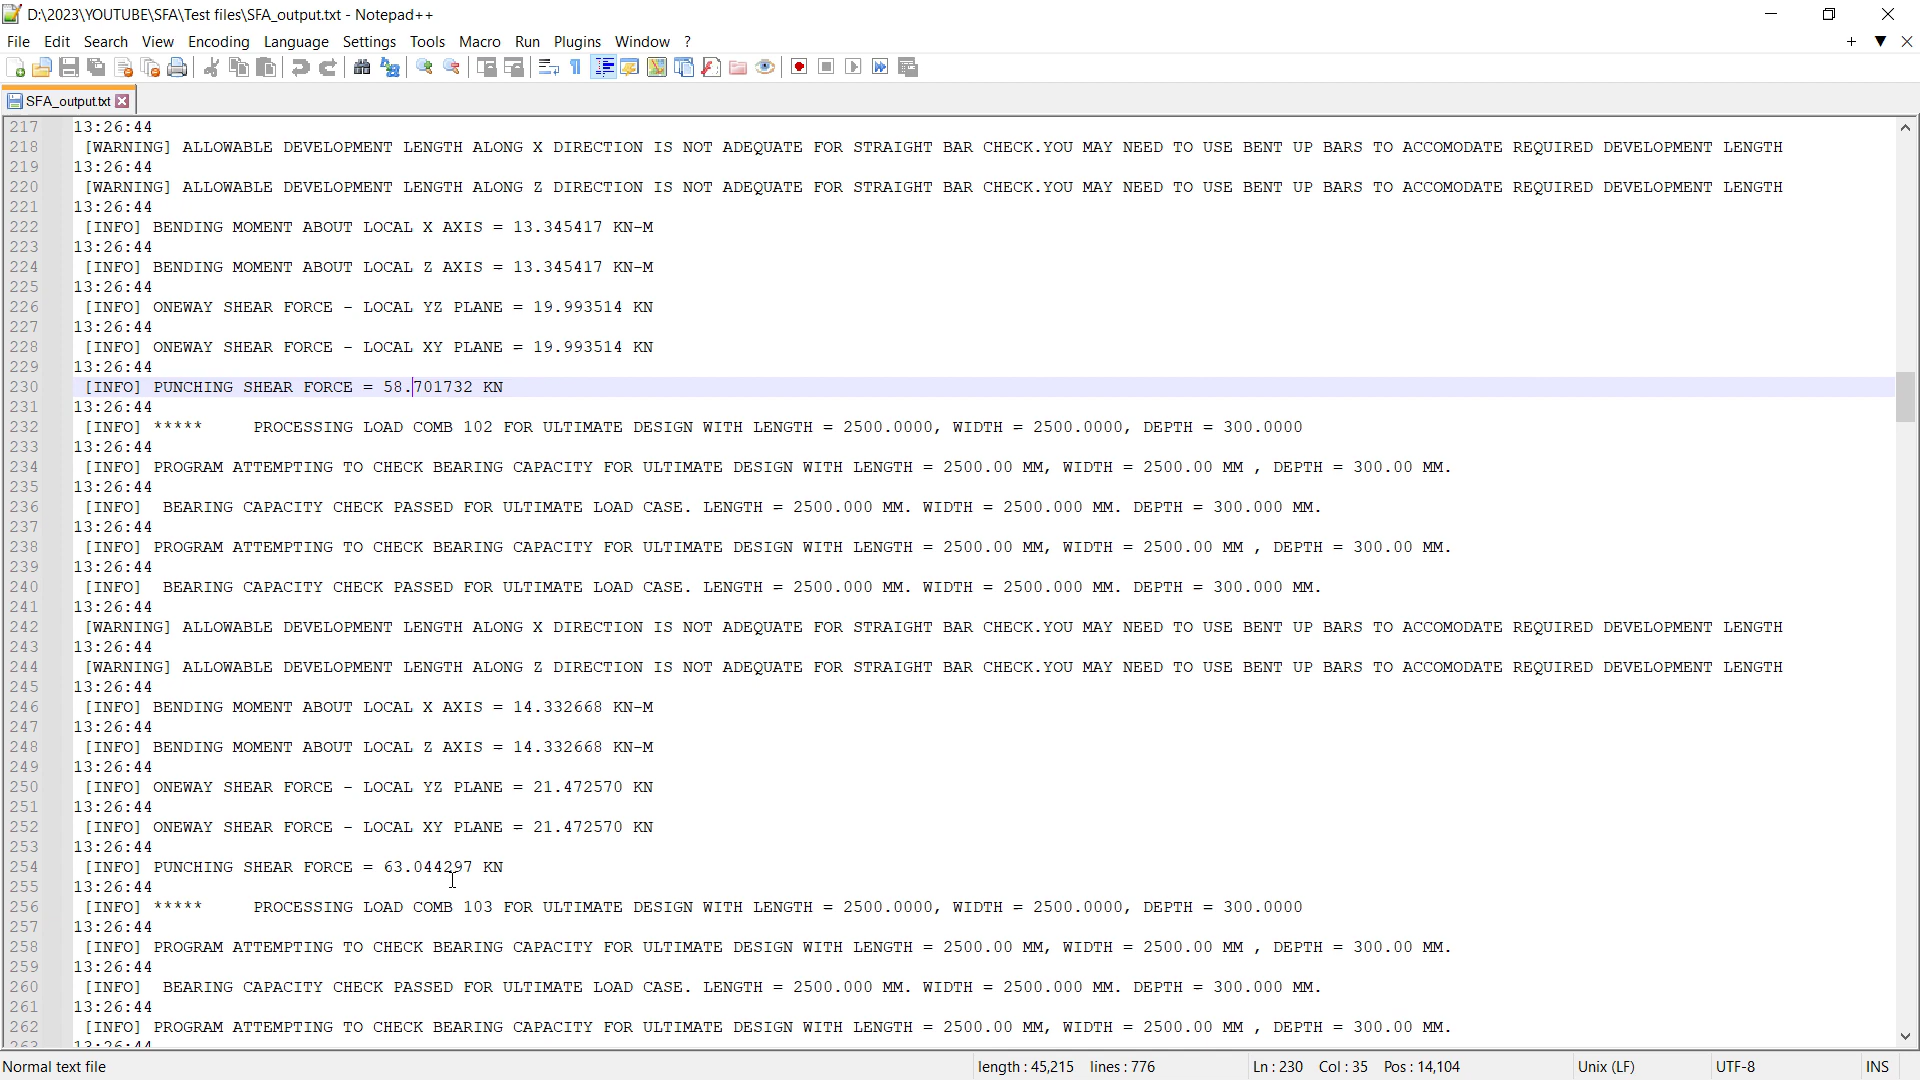 D:\2023\YOUTUBE\SFA\Test files\SFA_output.txt - Notepad++
File Edit Search View Encoding Language Settings Tools Macro Run Plugins Window ?
SFA_output.txt
217 13:26:44
218 [WARNING] ALLOWABLE DEVELOPMENT LENGTH ALONG X DIRECTION IS NOT ADEQUATE FOR STRAIGHT BAR CHECK.YOU MAY NEED TO USE BENT UP BARS TO ACCOMODATE REQUIRED DEVELOPMENT LENGTH
219 13:26:44
220 [WARNING] ALLOWABLE DEVELOPMENT LENGTH ALONG Z DIRECTION IS NOT ADEQUATE FOR STRAIGHT BAR CHECK.YOU MAY NEED TO USE BENT UP BARS TO ACCOMODATE REQUIRED DEVELOPMENT LENGTH
221 13:26:44
222 [INFO] BENDING MOMENT ABOUT LOCAL X AXIS = 13.345417 KN-M
223 13:26:44
224 [INFO] BENDING MOMENT ABOUT LOCAL Z AXIS = 13.345417 KN-M
225 13:26:44
226 [INFO] ONEWAY SHEAR FORCE - LOCAL YZ PLANE = 19.993514 KN
227 13:26:44
228 [INFO] ONEWAY SHEAR FORCE - LOCAL XY PLANE = 19.993514 KN
229 13:26:44
230 [INFO] PUNCHING SHEAR FORCE = 58.701732 KN
231 13:26:44
232 [INFO] ***** PROCESSING LOAD COMB 102 FOR ULTIMATE DESIGN WITH LENGTH = 2500.0000, WIDTH = 2500.0000, DEPTH = 300.0000
233 13:26:44
234 [INFO] PROGRAM ATTEMPTING TO CHECK BEARING CAPACITY FOR ULTIMATE DESIGN WITH LENGTH = 2500.00 MM, WIDTH = 2500.00 MM , DEPTH = 300.00 MM.
235 13:26:44
236 [INFO] BEARING CAPACITY CHECK PASSED FOR ULTIMATE LOAD CASE. LENGTH = 2500.000 MM. WIDTH = 2500.000 MM. DEPTH = 300.000 MM.
237 13:26:44
238 [INFO] PROGRAM ATTEMPTING TO CHECK BEARING CAPACITY FOR ULTIMATE DESIGN WITH LENGTH = 2500.00 MM, WIDTH = 2500.00 MM , DEPTH = 300.00 MM.
239 13:26:44
240 [INFO] BEARING CAPACITY CHECK PASSED FOR ULTIMATE LOAD CASE. LENGTH = 2500.000 MM. WIDTH = 2500.000 MM. DEPTH = 300.000 MM.
241 13:26:44
242 [WARNING] ALLOWABLE DEVELOPMENT LENGTH ALONG X DIRECTION IS NOT ADEQUATE FOR STRAIGHT BAR CHECK.YOU MAY NEED TO USE BENT UP BARS TO ACCOMODATE REQUIRED DEVELOPMENT LENGTH
243 13:26:44
244 [WARNING] ALLOWABLE DEVELOPMENT LENGTH ALONG Z DIRECTION IS NOT ADEQUATE FOR STRAIGHT BAR CHECK.YOU MAY NEED TO USE BENT UP BARS TO ACCOMODATE REQUIRED DEVELOPMENT LENGTH
245 13:26:44
246 [INFO] BENDING MOMENT ABOUT LOCAL X AXIS = 14.332668 KN-M
247 13:26:44
248 [INFO] BENDING MOMENT ABOUT LOCAL Z AXIS = 14.332668 KN-M
249 13:26:44
250 [INFO] ONEWAY SHEAR FORCE - LOCAL YZ PLANE = 21.472570 KN
251 13:26:44
252 [INFO] ONEWAY SHEAR FORCE - LOCAL XY PLANE = 21.472570 KN
253 13:26:44
254 [INFO] PUNCHING SHEAR FORCE = 63.044297 KN
255 13:26:44
256 [INFO] ***** PROCESSING LOAD COMB 103 FOR ULTIMATE DESIGN WITH LENGTH = 2500.0000, WIDTH = 2500.0000, DEPTH = 300.0000
257 13:26:44
258 [INFO] PROGRAM ATTEMPTING TO CHECK BEARING CAPACITY FOR ULTIMATE DESIGN WITH LENGTH = 2500.00 MM, WIDTH = 2500.00 MM , DEPTH = 300.00 MM.
259 13:26:44
260 [INFO] BEARING CAPACITY CHECK PASSED FOR ULTIMATE LOAD CASE. LENGTH = 2500.000 MM. WIDTH = 2500.000 MM. DEPTH = 300.000 MM.
261 13:26:44
262 [INFO] PROGRAM ATTEMPTING TO CHECK BEARING CAPACITY FOR ULTIMATE DESIGN WITH LENGTH = 2500.00 MM, WIDTH = 2500.00 MM , DEPTH = 300.00 MM.
263 13:26:44
Normal text file length : 45,215 lines : 776 Ln : 230 Col : 35 Pos : 14,104 Unix (LF) UTF-8 INS